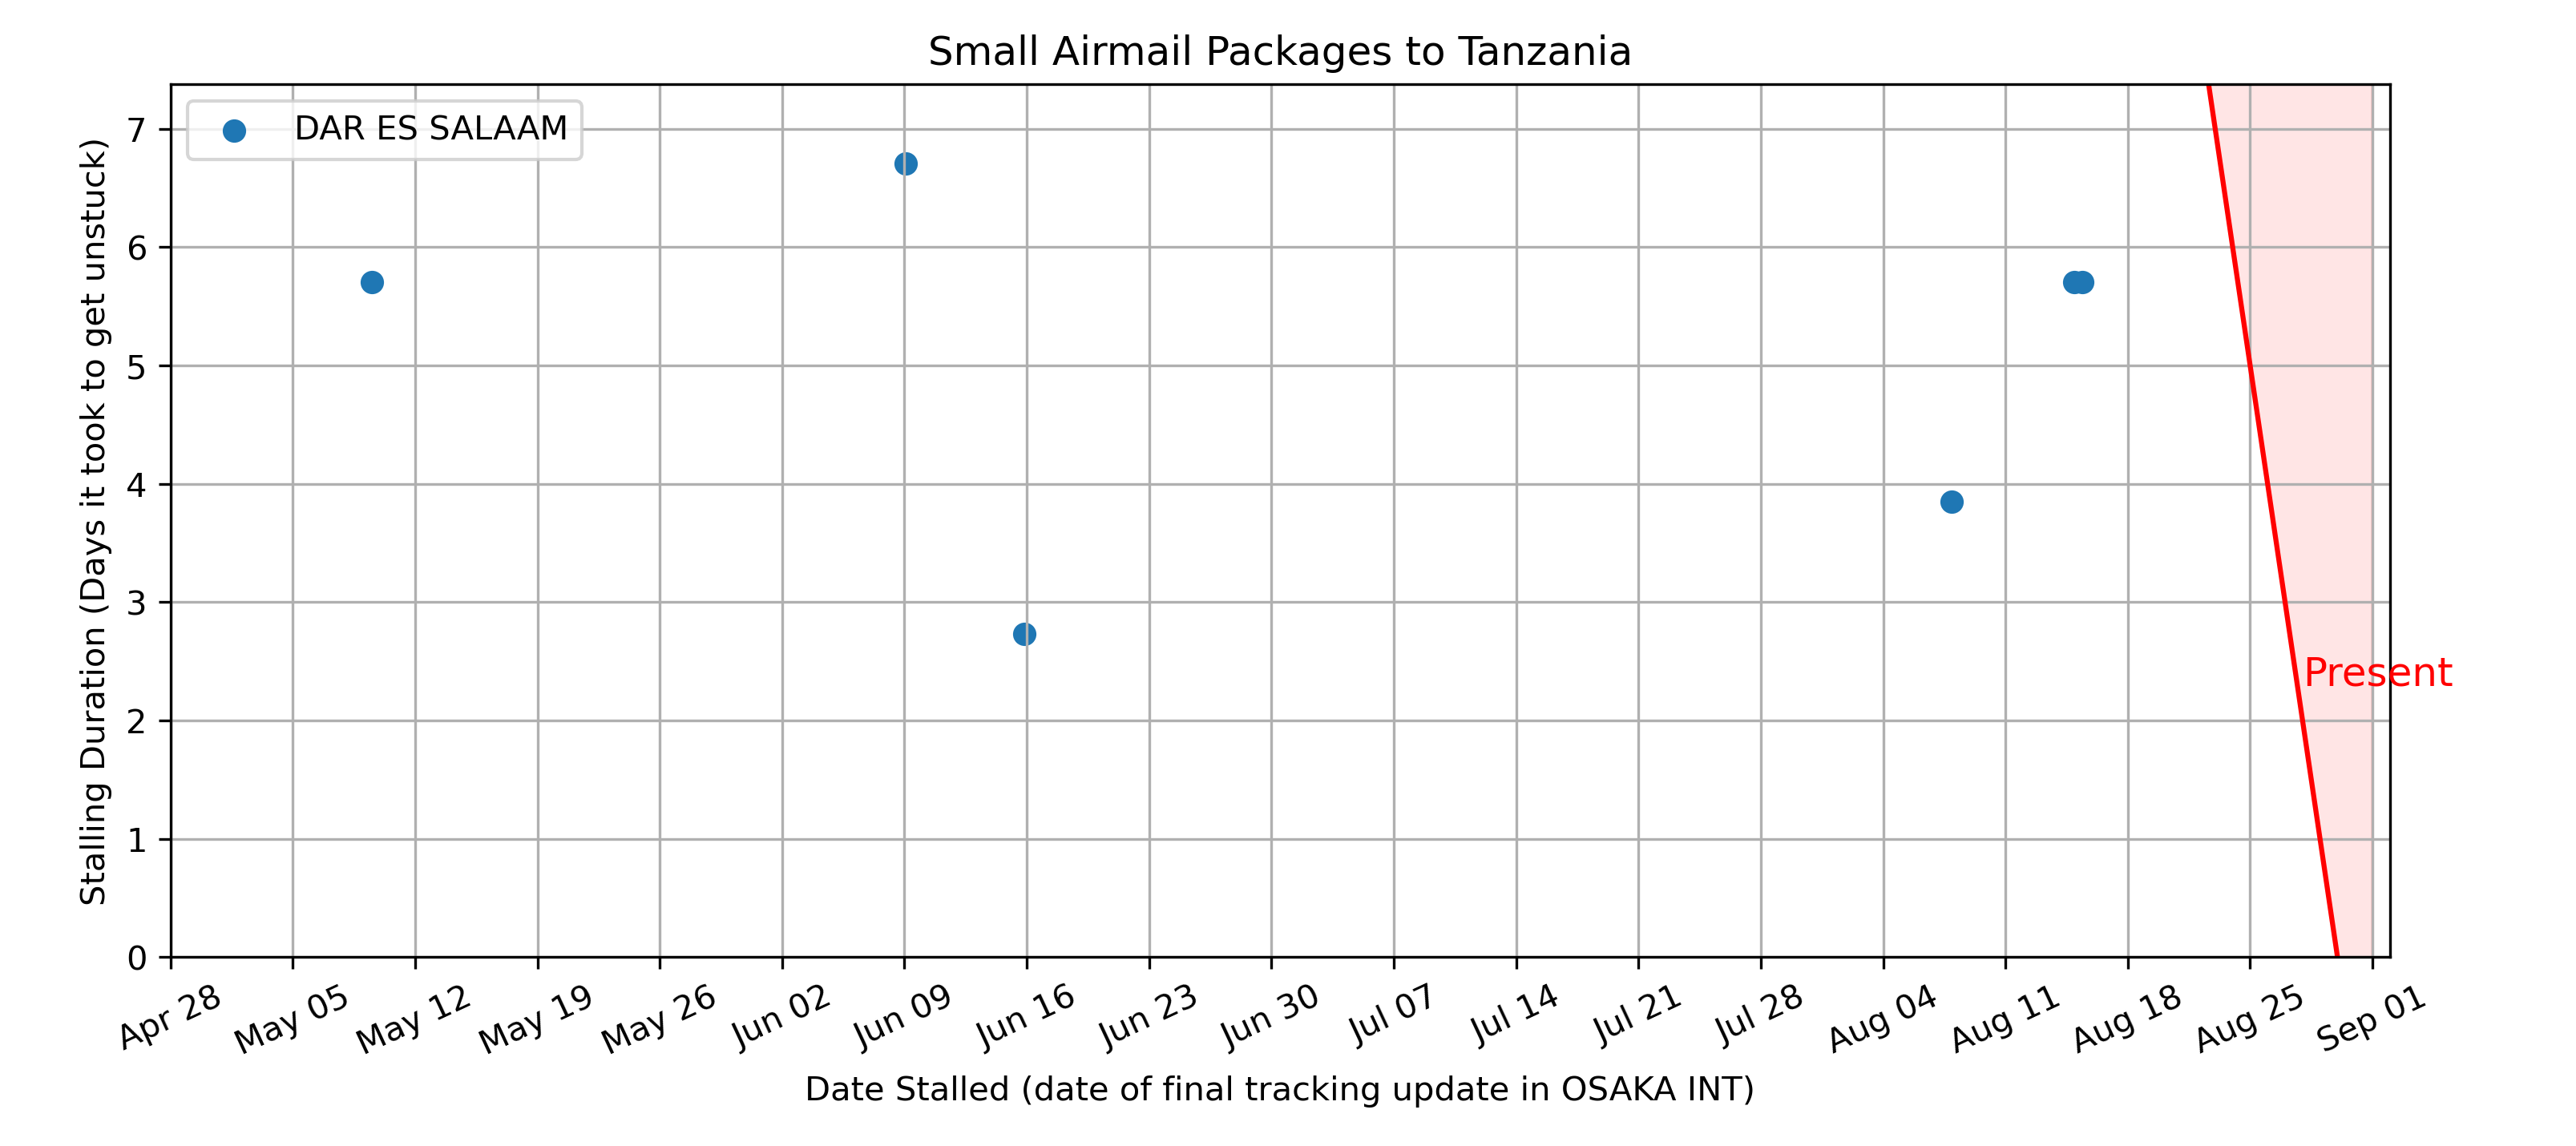 Small Airmail Packages to Tanzania
DAR ES SALAAM
Stalling Duration (Days it took to get unstuck)
7
6
5
4
3
2
1
0
Present
Apr 28
May 05
May 12
May 19
May 26
Jun 02
Jun 09
Jun 16
Jun 23
Jun 30
Jul 07
Jul 14
Jul 21
Jul 28
Aug 04
Aug 11
Aug 18
Aug 25
Sep 01
Date Stalled (date of final tracking update in OSAKA INT)